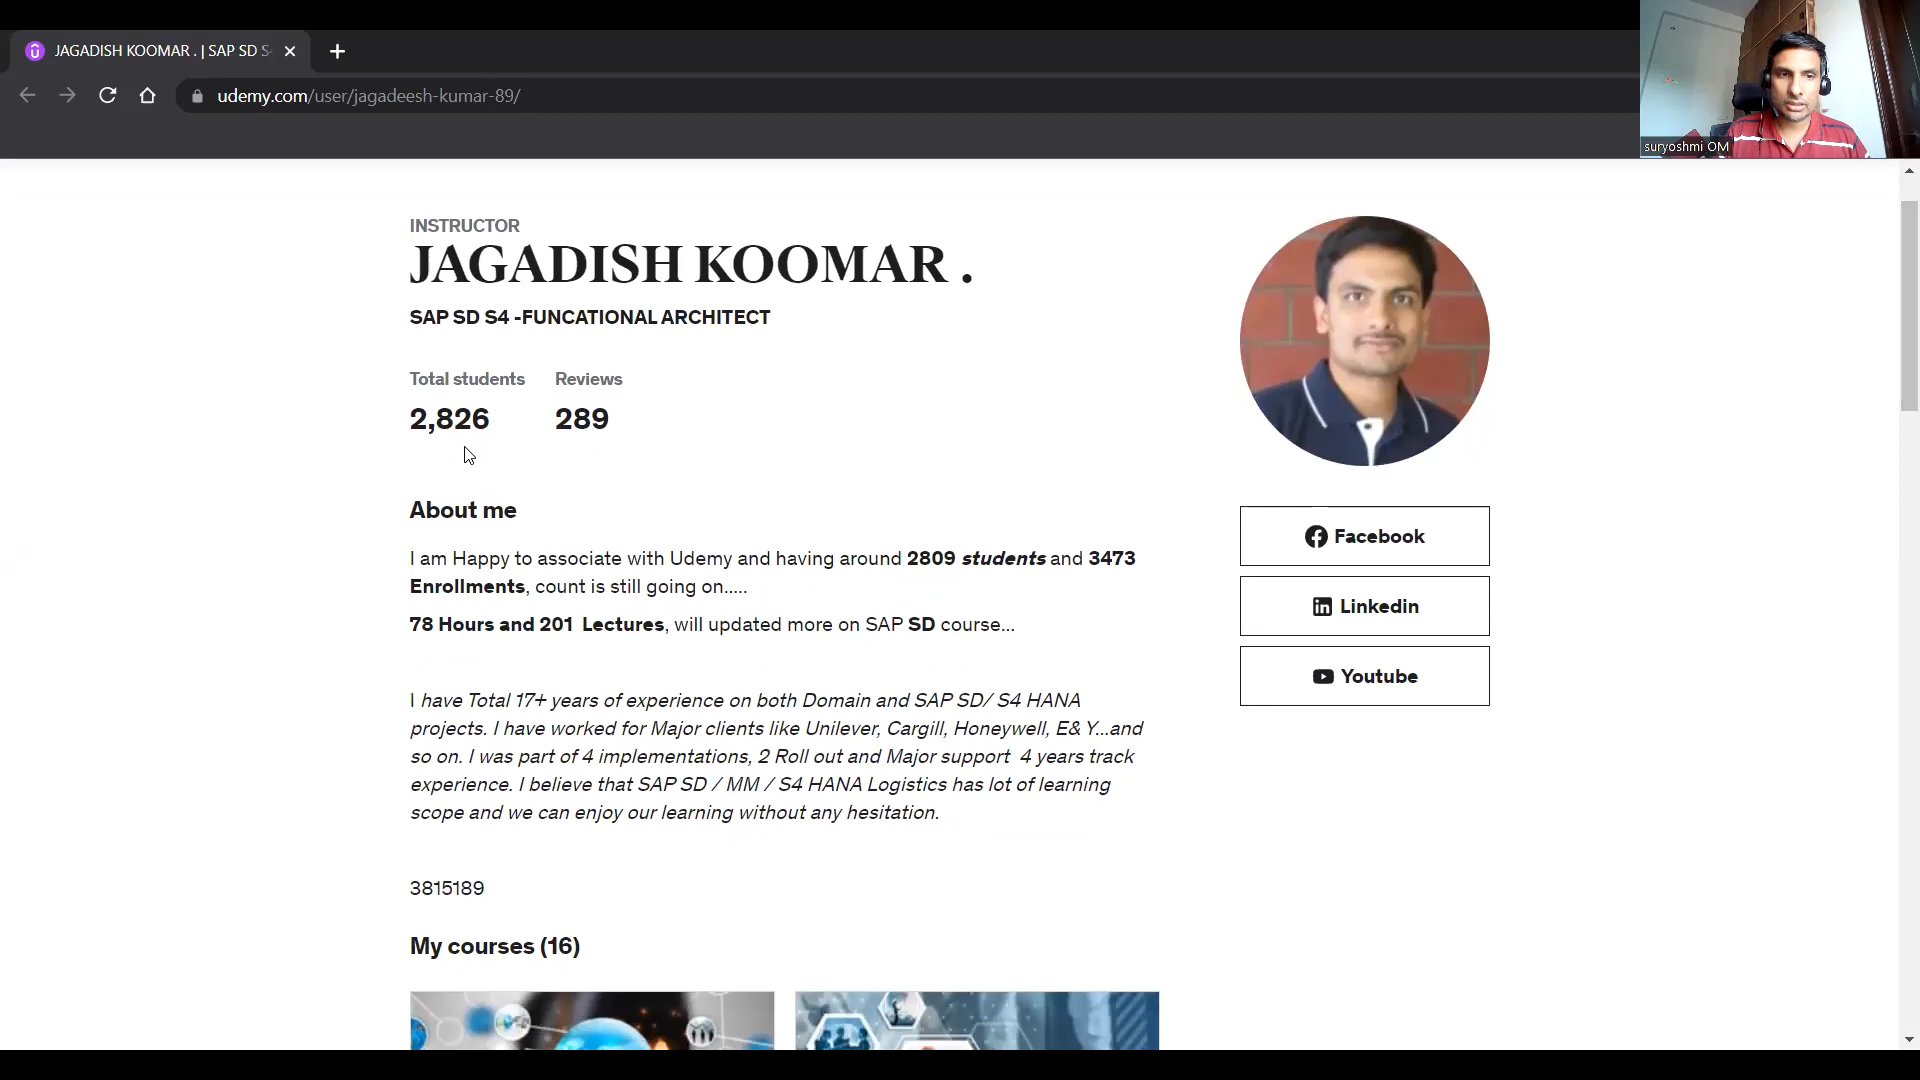 JAGADISH KOOMAR . | SAP SD S
udemy.com/user/jagadeesh-kumar-89/
suryoshmi OM
INSTRUCTOR
JAGADISH KOOMAR .
SAP SD S4 -FUNCATIONAL ARCHITECT
Total students Reviews
2,826 289
About me
I am Happy to associate with Udemy and having around 2809 students and 3473
Enrollments, count is still going on.....
78 Hours and 201 Lectures, will updated more on SAP SD course...
I have Total 17+ years of experience on both Domain and SAP SD/ S4 HANA
projects. I have worked for Major clients like Unilever, Cargill, Honeywell, E& Y...and
so on. I was part of 4 implementations, 2 Roll out and Major support 4 years track
experience. I believe that SAP SD / MM / S4 HANA Logistics has lot of learning
scope and we can enjoy our learning without any hesitation.
3815189
My courses (16)
Facebook
Linkedin
Youtube